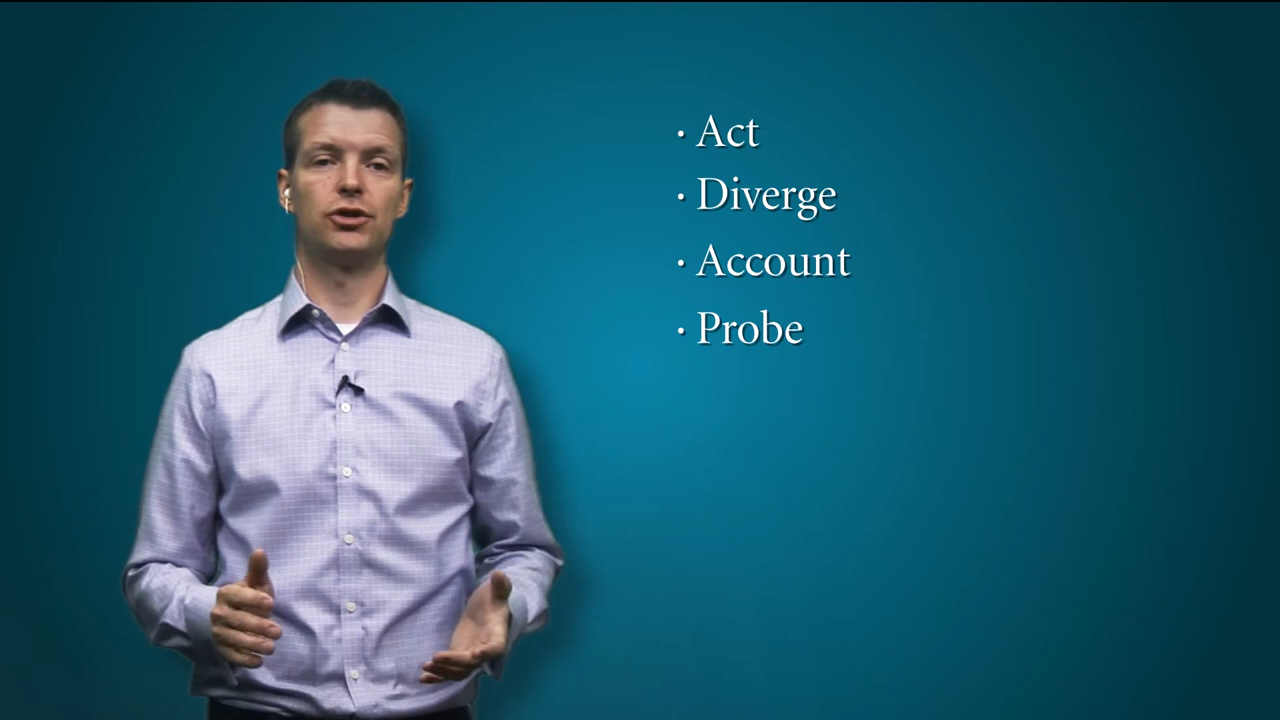 · Act
· Diverge
· Account
· Probe